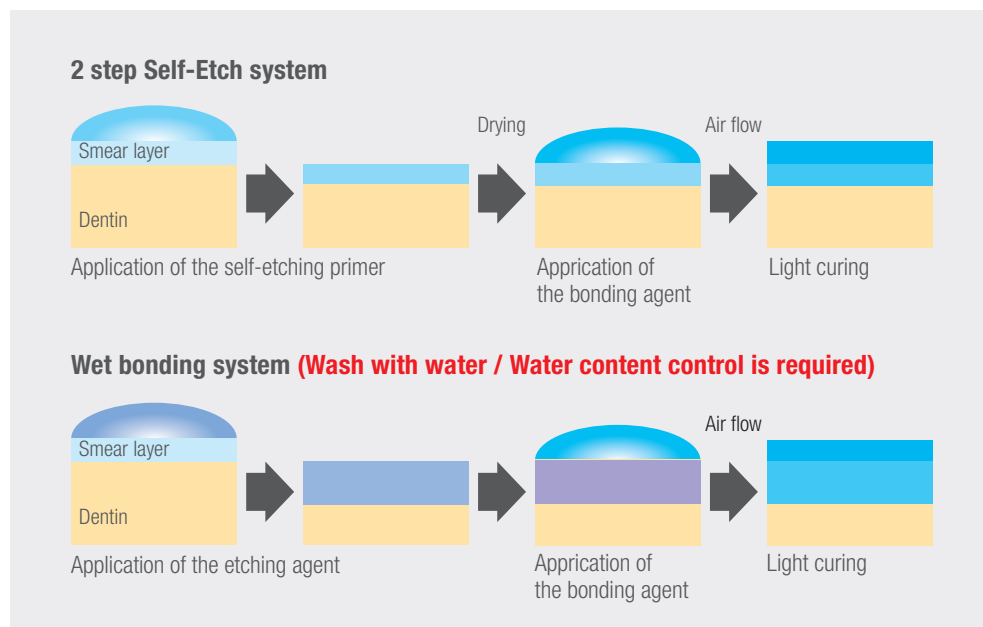 2 step Self-Etch system
Drying
Air flow
Smear layer
Dentin
Application of the self-etching primer
Apprication of
the bonding agent
Light curing
Wet bonding system (Wash with water / Water content control is required)
Air flow
Smear layer
Dentin
Application of the etching agent
Apprication of
the bonding agent
Light curing